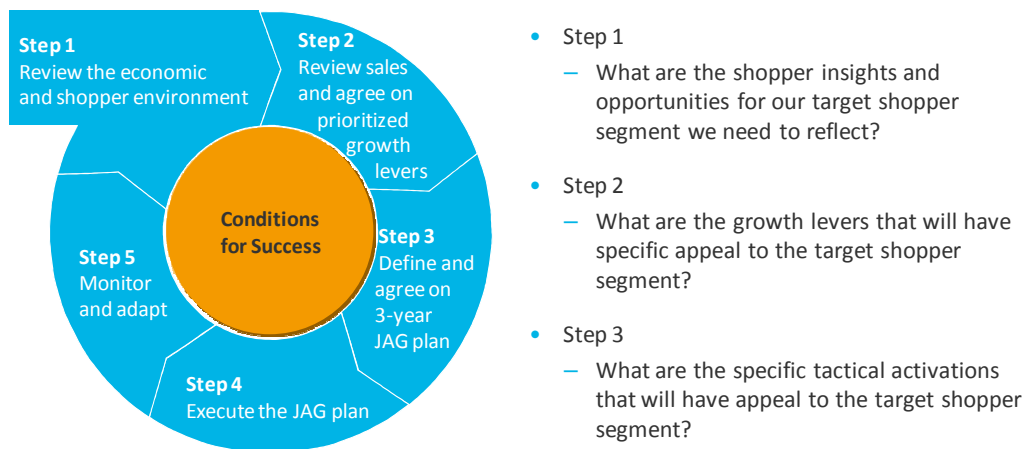 Step 1
Review the economic
and shopper environment
Step 2
Review sales
and agree on
prioritized
growth
levers
Step 3
Define and
agree on
3-year
JAG plan
Step 4
Execute the JAG plan
Step 5
Monitor
and adapt
Conditions
for Success
• Step 1
– What are the shopper insights and
opportunities for our target shopper
segment we need to reflect?
• Step 2
– What are the growth levers that will have
specific appeal to the target shopper
segment?
• Step 3
– What are the specific tactical activations
that will have appeal to the target shopper
segment?